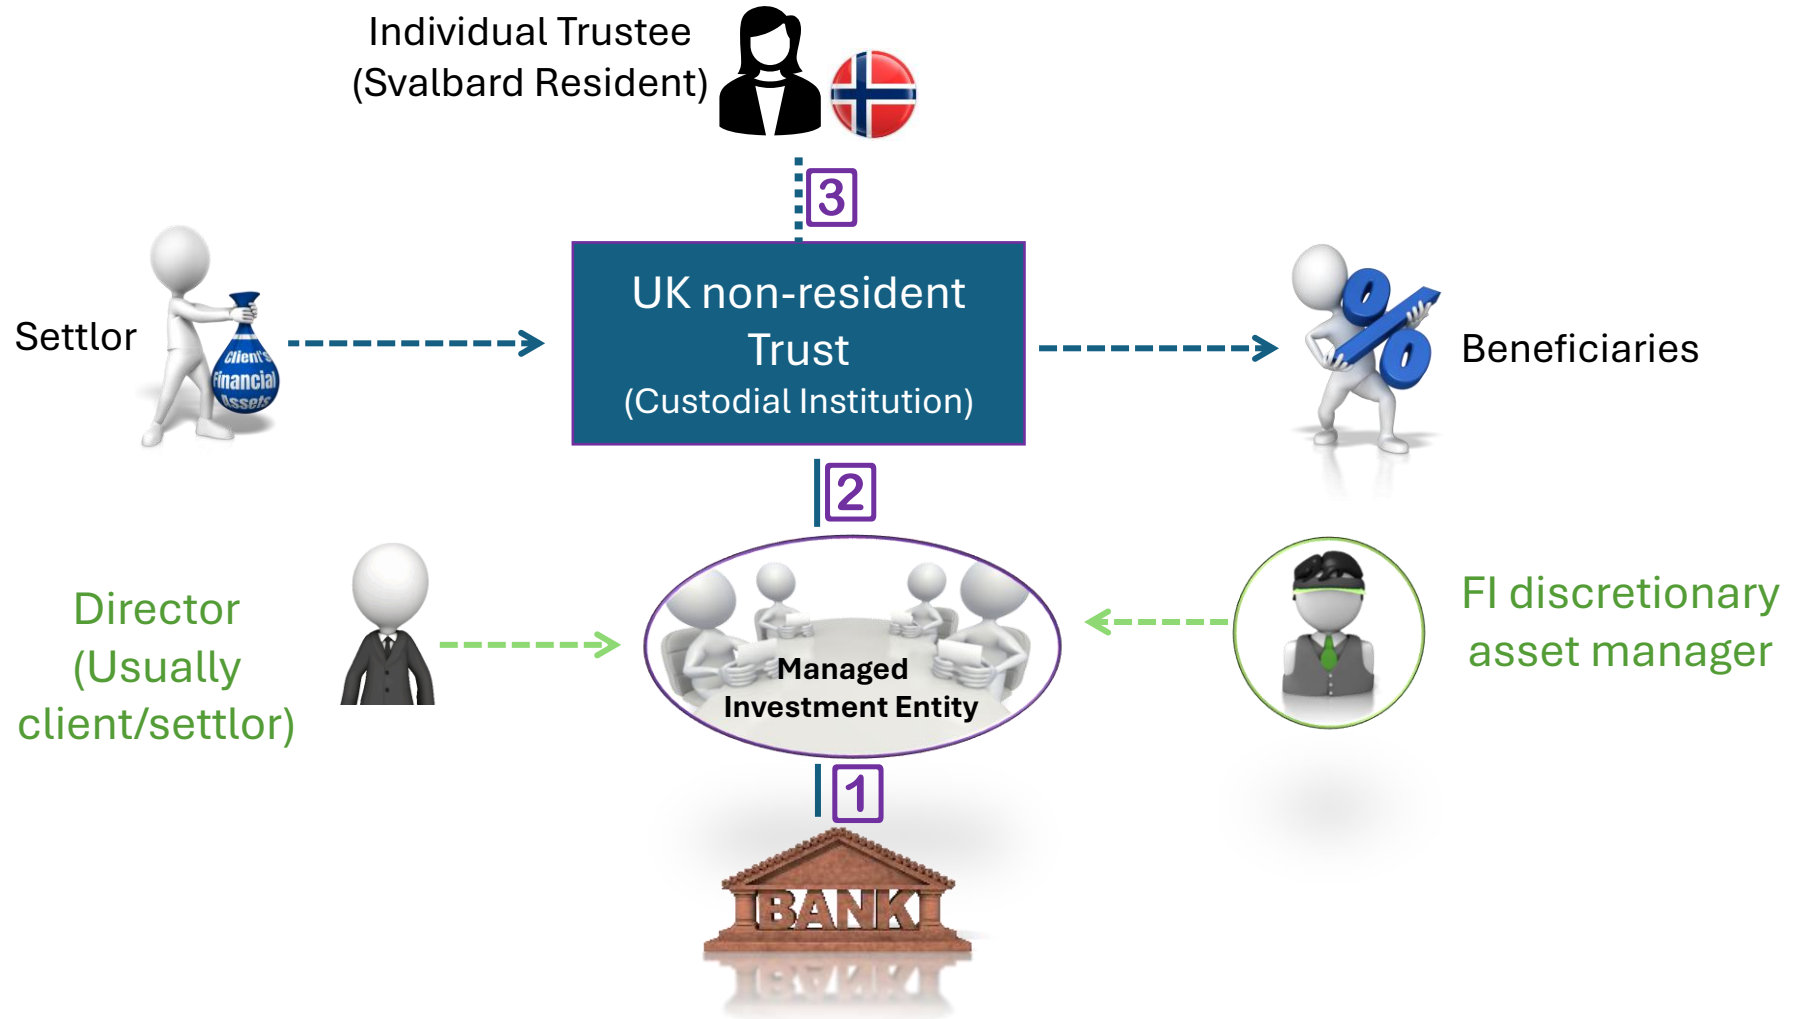 Individual Trustee
(Svalbard Resident)
3
UK non-resident
Trust
(Custodial Institution)
Settlor
Client's
Financial
Assets
Beneficiaries
2
Director
(Usually
client/settlor)
Managed
Investment Entity
FI discretionary
asset manager
1
BANK